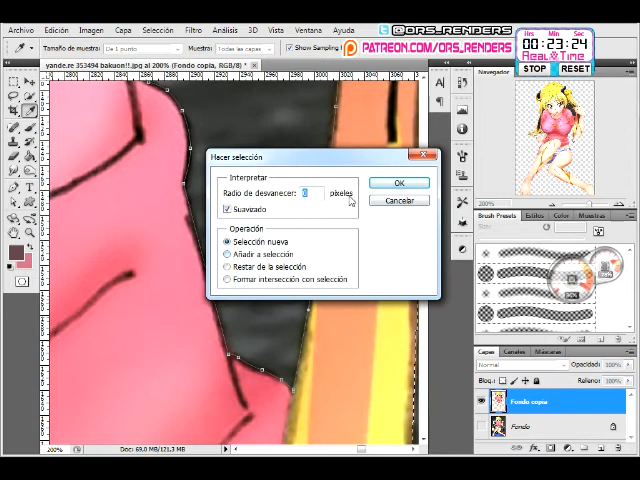 @ORS_RENDERS
Hrs Min Sec
00:23:24
Real&Time
STOP RESET
PATREON.COM/ORS_RENDERS
Archivo Edición Imagen Capa Selección Filtro Análisis 3D Vista Ventana Ayuda
Tamaño de muestra: De 1 punto Muestra: Todas las capas Show Sampling
yande.re 353494 bakuon!!.jpg al 200% (Fondo copia, RGB/8) *
Navegador
200%
Hacer selección
Interpretar
Radio de desvanecer: 0 píxeles
Suavizado
OK
Cancelar
Operación
Selección nueva
Añadir a selección
Restar de la selección
Formar intersección con selección
Brush Presets Estilos Color Muestras
Size:
Capas Canales Máscaras
Normal Opacidad: 100%
Bloq.: Relleno: 100%
Fondo copia
Fondo
200% Doc: 69,0 MB/121,3 MB